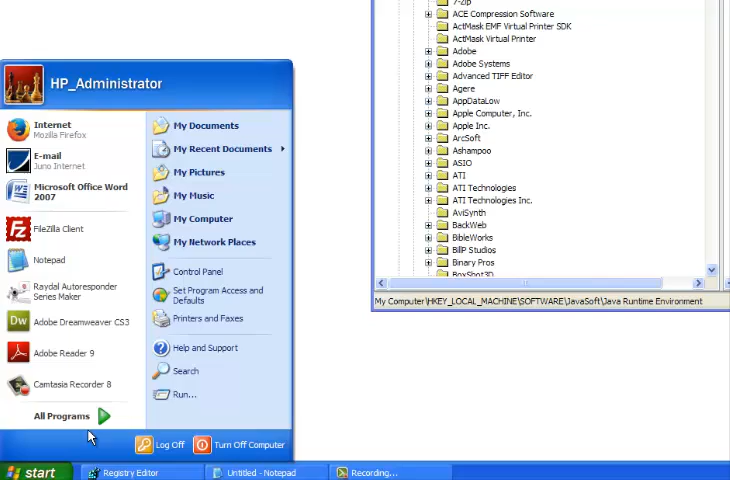 7-Zip
ACE Compression Software
ActMask EMF Virtual Printer SDK
ActMask Virtual Printer
Adobe
Adobe Systems
Advanced TIFF Editor
Agere
AppDataLow
Apple Computer, Inc.
Apple Inc.
ArcSoft
Ashampoo
ASIO
ATI
ATI Technologies
ATI Technologies Inc.
AviSynth
BackWeb
BibleWorks
BillP Studios
Binary Pros
BoxShot3D
My Computer\HKEY_LOCAL_MACHINE\SOFTWARE\JavaSoft\Java Runtime Environment
HP_Administrator
Internet
Mozilla Firefox
E-mail
Juno Internet
Microsoft Office Word
2007
FileZilla Client
Notepad
Raydal Autoresponder
Series Maker
Adobe Dreamweaver CS3
Adobe Reader 9
Camtasia Recorder 8
All Programs
My Documents
My Recent Documents
My Pictures
My Music
My Computer
My Network Places
Control Panel
Set Program Access and
Defaults
Printers and Faxes
Help and Support
Search
Run...
Log Off
Turn Off Computer
start
Registry Editor
Untitled - Notepad
Recording...